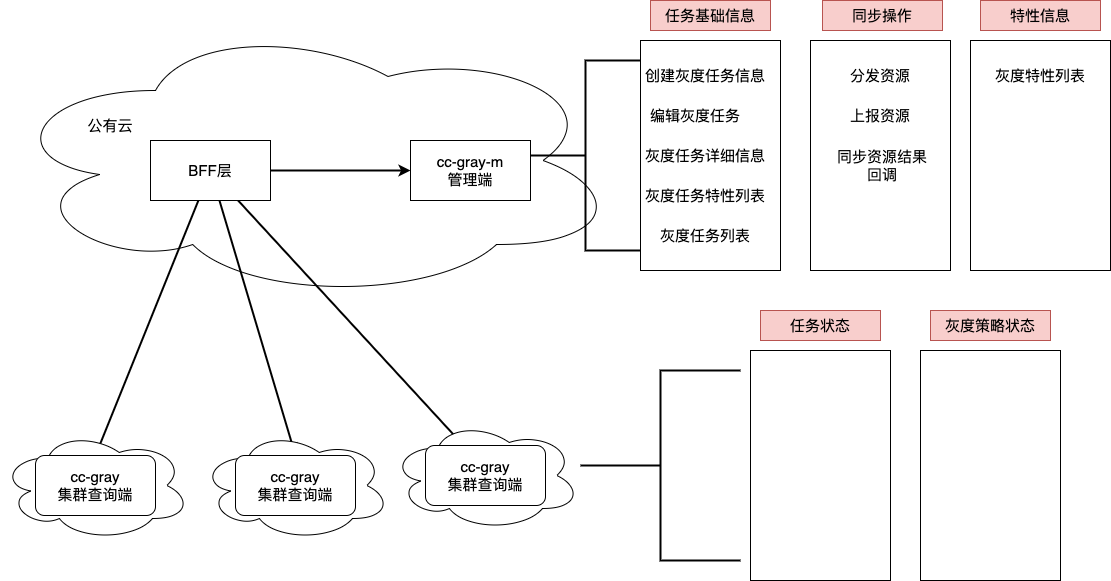 任务基础信息
同步操作
特性信息
创建灰度任务信息
编辑灰度任务
灰度任务详细信息
灰度任务特性列表
灰度任务列表
分发资源
上报资源
同步资源结果
回调
灰度特性列表
公有云
BFF层
cc-gray-m
管理端
任务状态
灰度策略状态
cc-gray
集群查询端
cc-gray
集群查询端
cc-gray
集群查询端